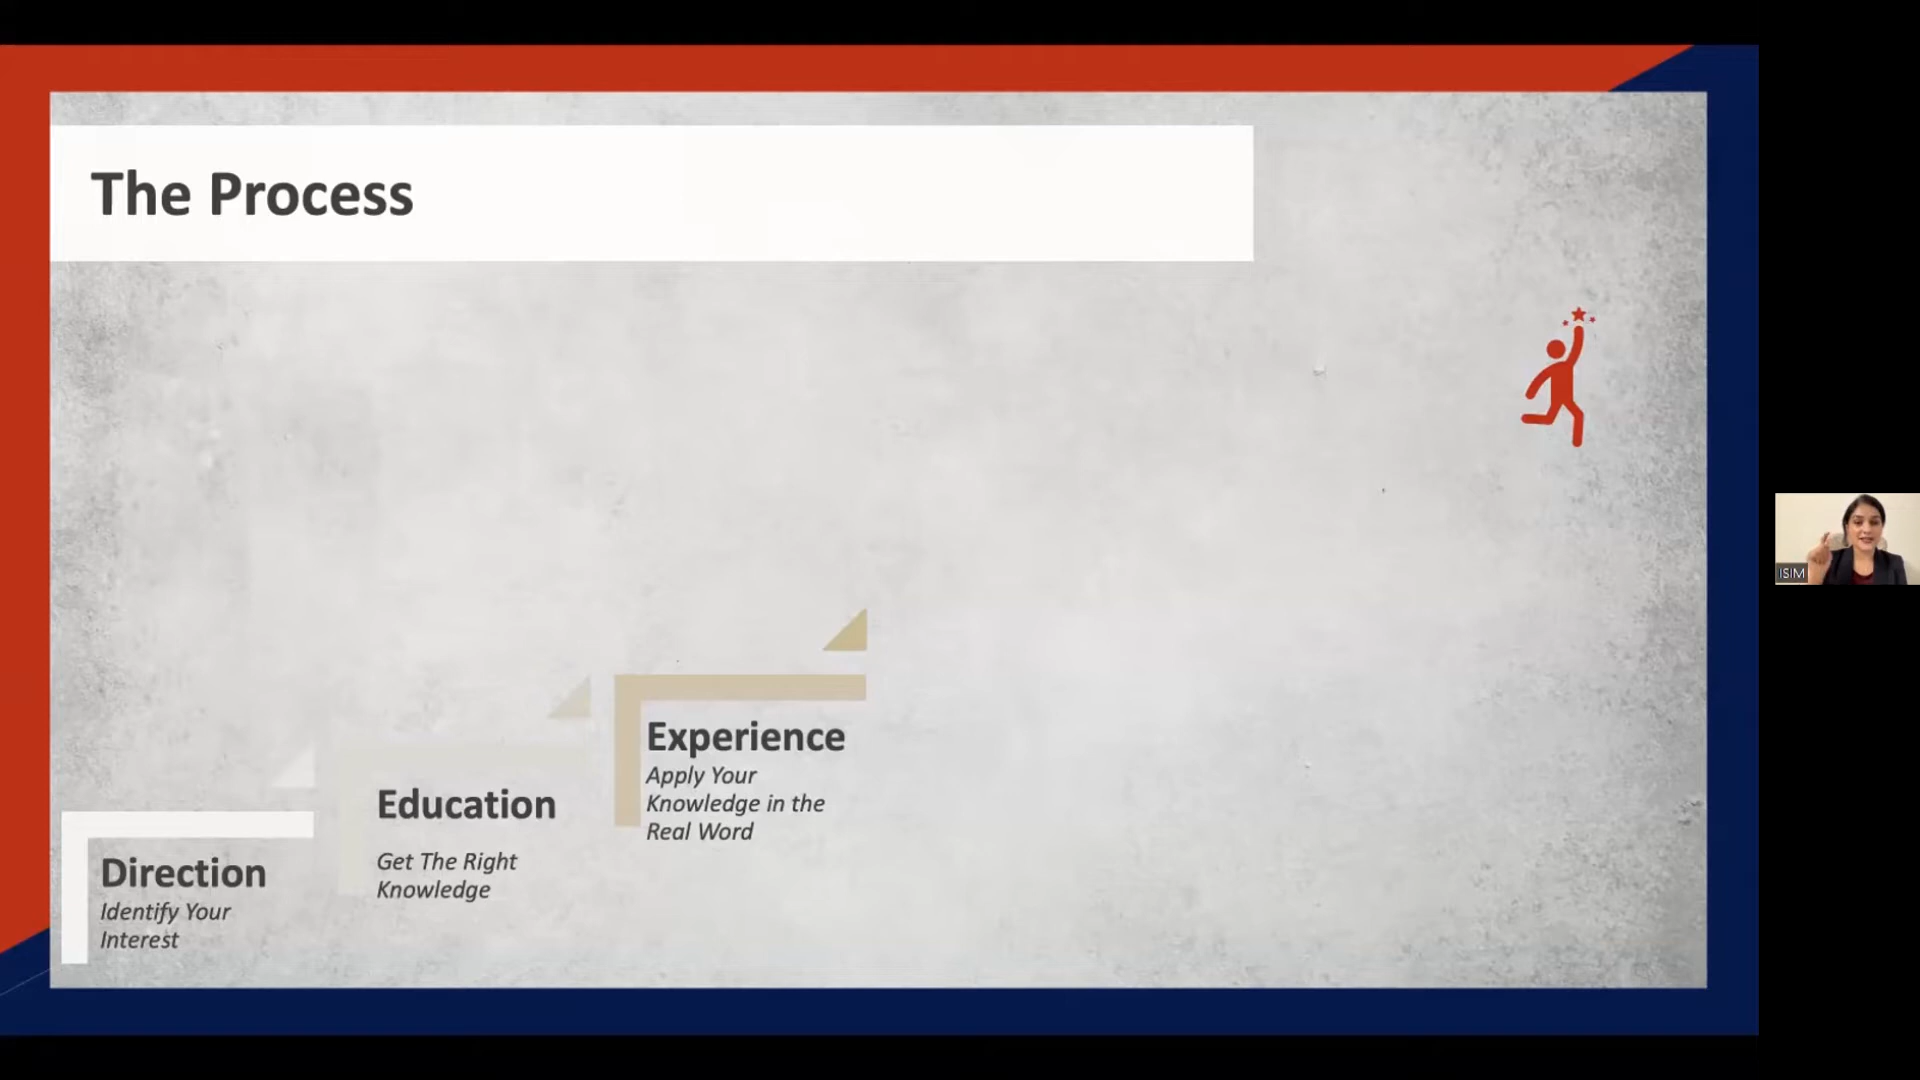 The Process
Direction
Identify Your
Interest
Education
Get The Right
Knowledge
Experience
Apply Your
Knowledge in the
Real Word
ISIM